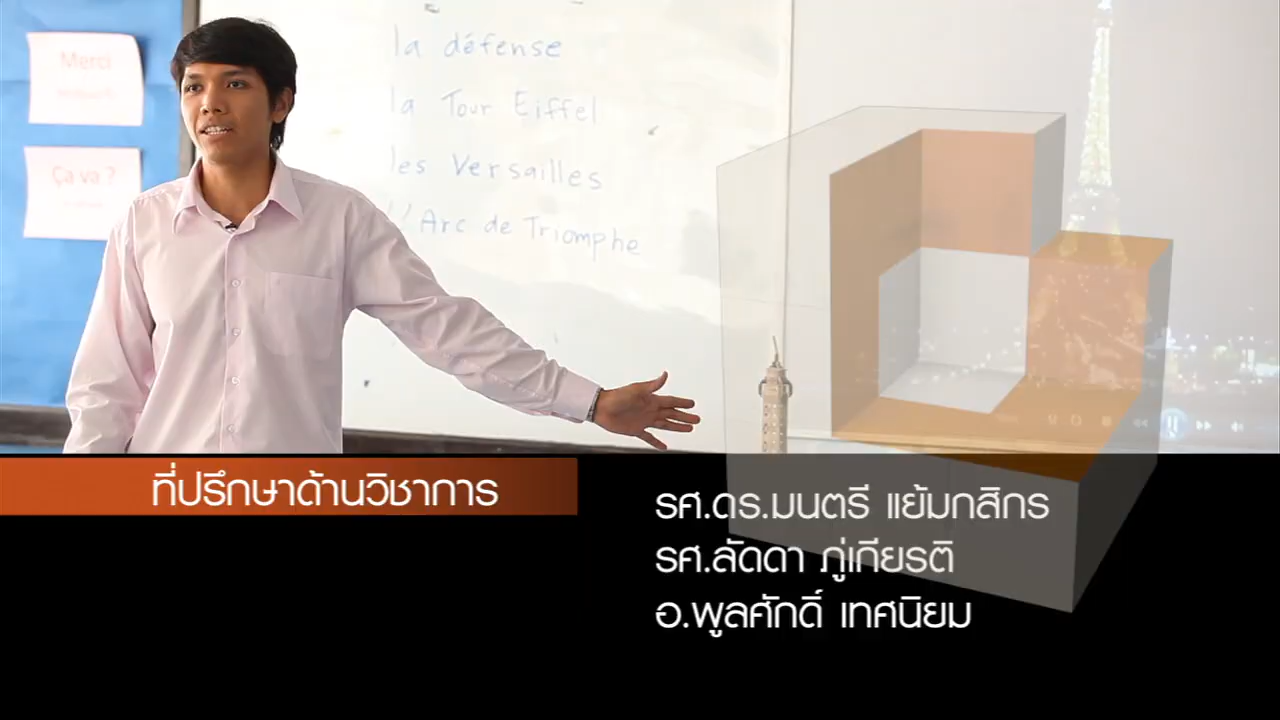 Merci
Ça va ?
la défense
la Tour Eiffel
les Versailles
l'Arc de Triomphe
ที่ปรึกษาด้านวิชาการ
รศ.ดร.มนตรี แย้มกสิกร
รศ.ลัดดา ภู่เกียรติ
อ.พูลศักดิ์ เทศนิยม